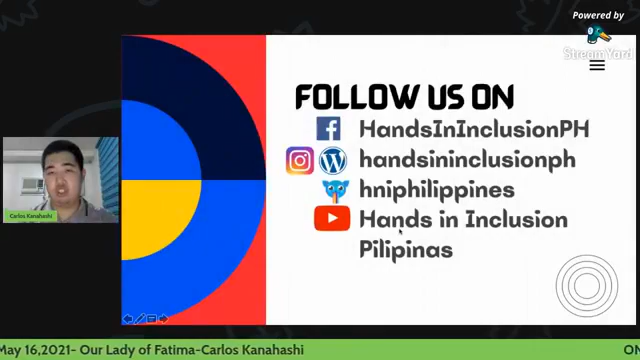 Powered by
StreamYard
FOLLOW US ON
HandsInInclusionPH
handsininclusionph
hniphilippines
Hands in Inclusion
Pilipinas
Carlos Kanahashi
May 16,2021- Our Lady of Fatima-Carlos Kanahashi
ON